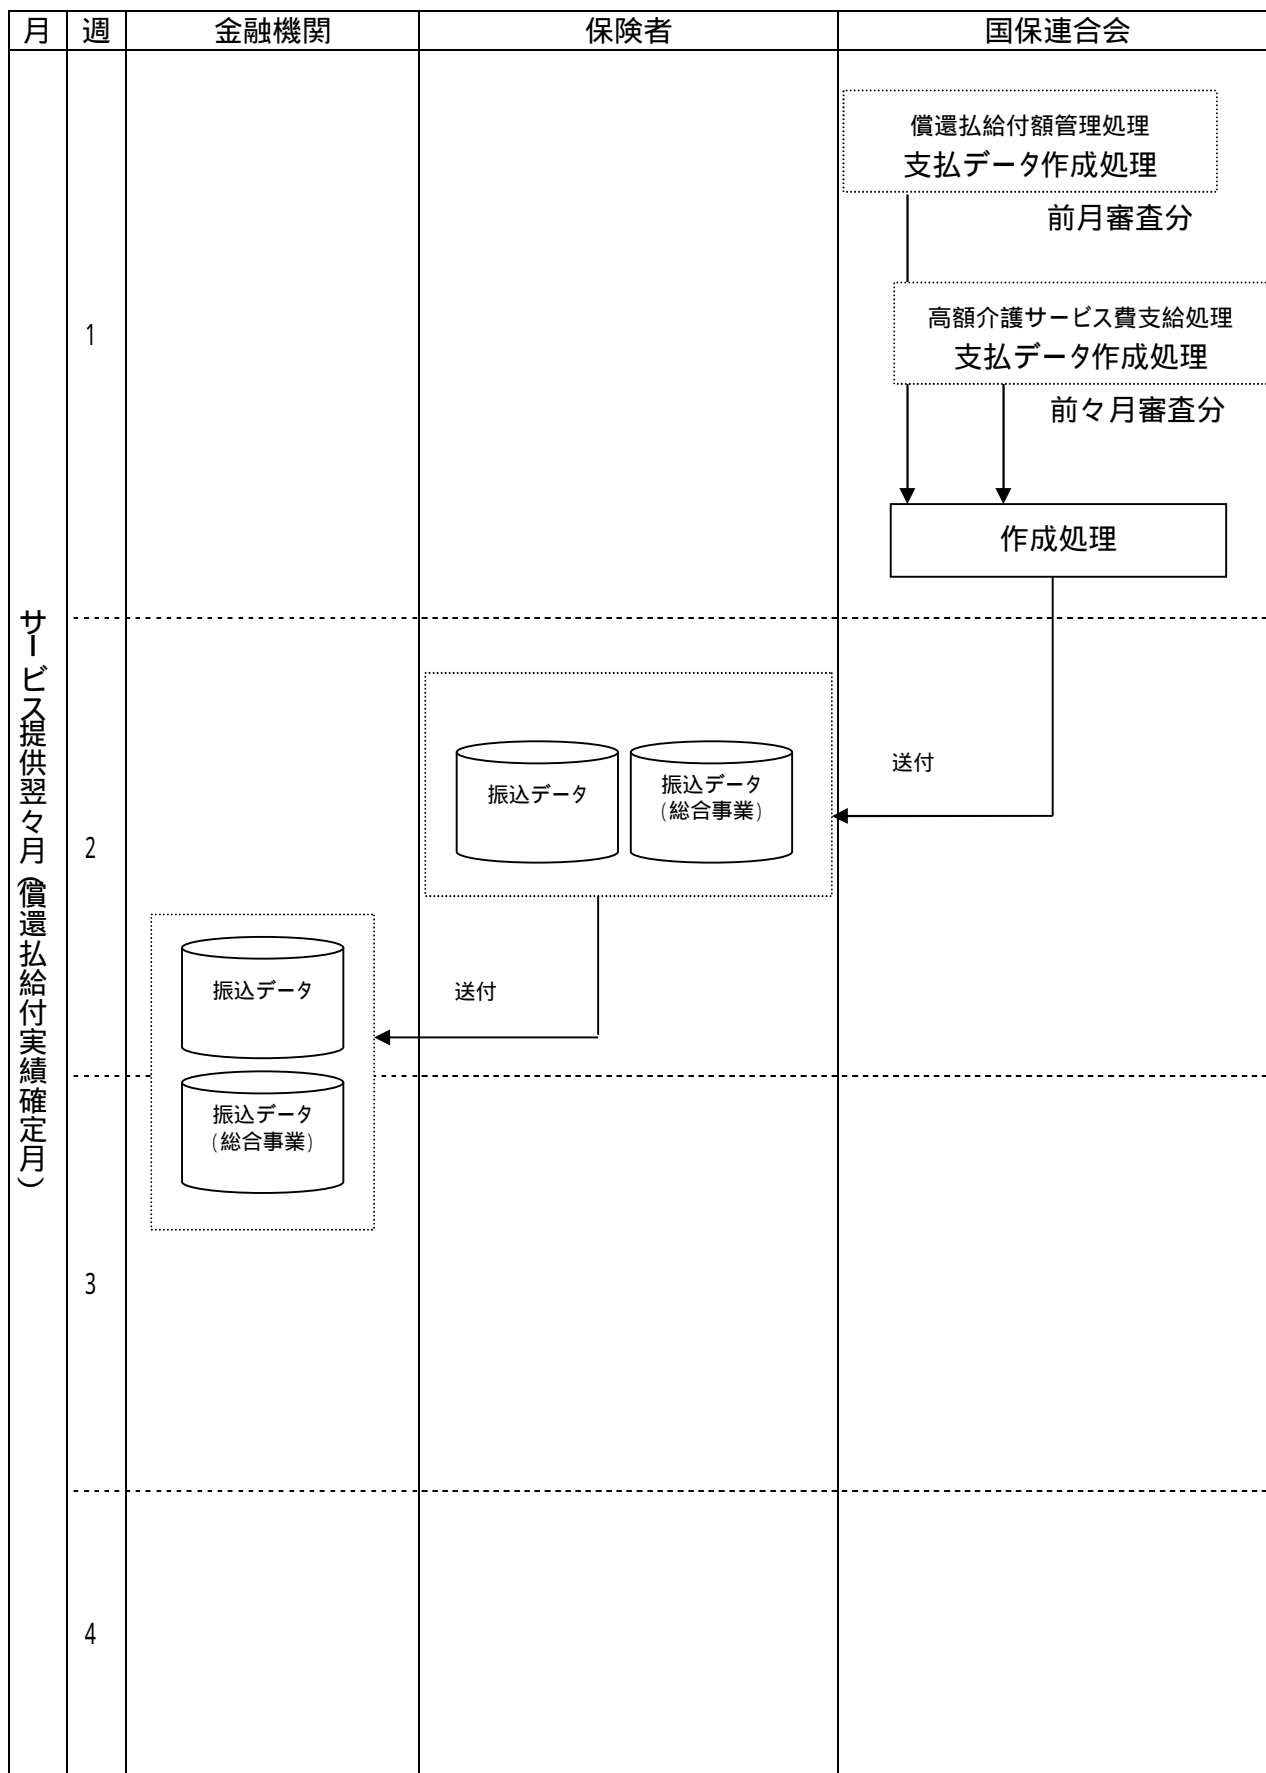 月
週
金融機関
保険者
国保連合会
償還払給付額管理処理
支払データ作成処理
前月審査分
1
高額介護サービス費支給処理
支払データ作成処理
前々月審査分
作成処理
サービス提供翌々月(償還払給付実績確定月)
2
振込データ
振込データ
(総合事業)
送付
振込データ
送付
振込データ
(総合事業)
3
4